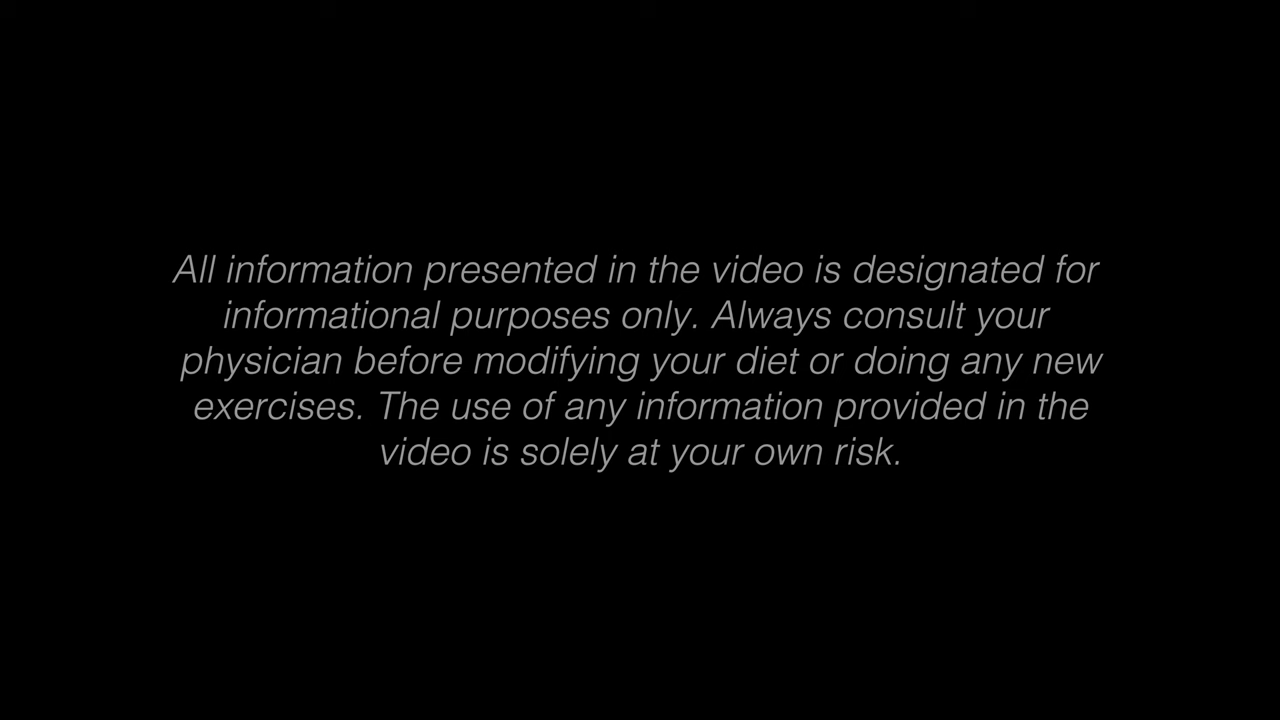 All information presented in the video is designated for
informational purposes only. Always consult your
physician before modifying your diet or doing any new
exercises. The use of any information provided in the
video is solely at your own risk.